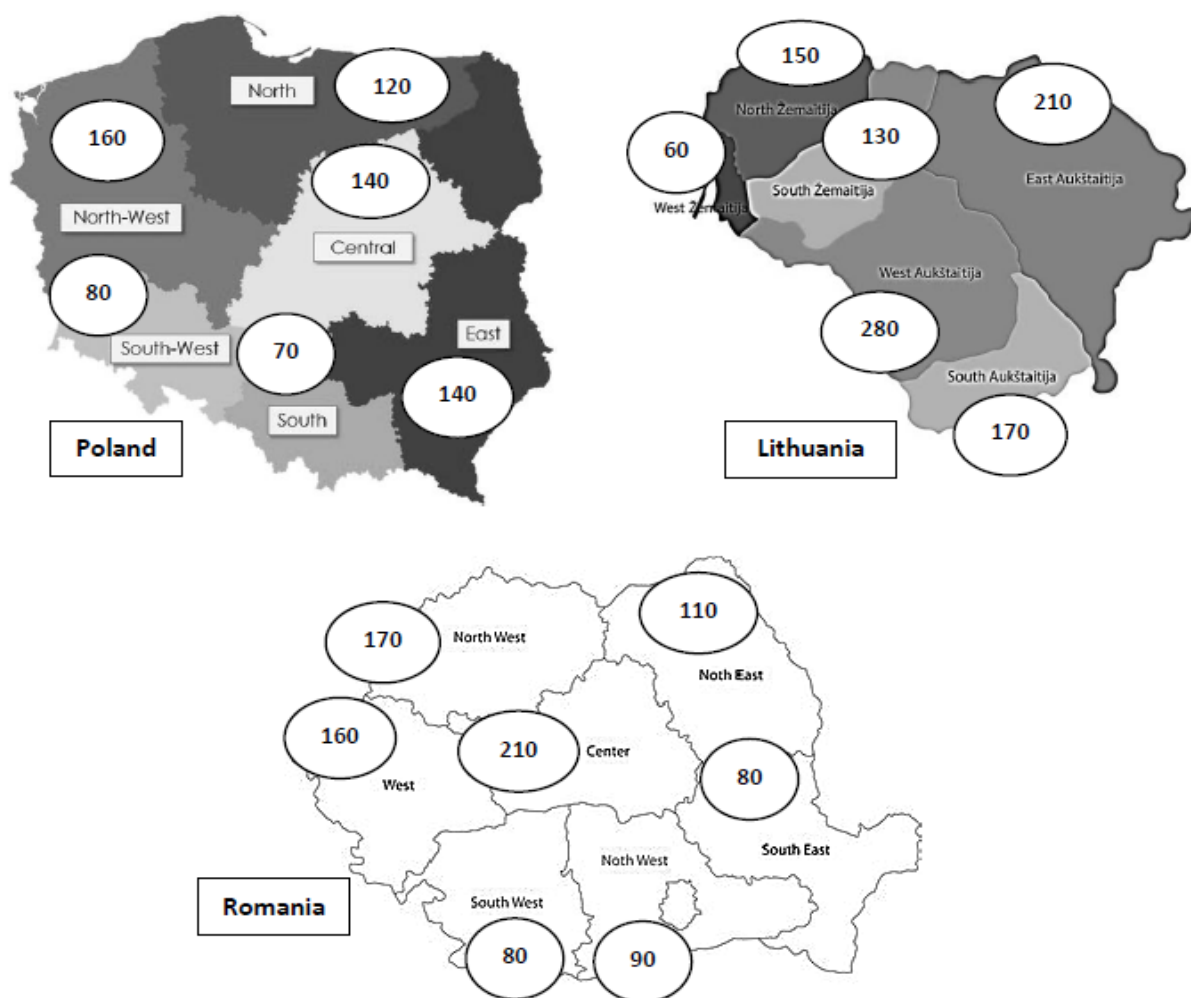 North
120
160
140
North-West
Central
80
South-West
70
East
140
South
Poland
150
North Žemaitija
210
60
130
East Aukštaitija
South Žemaitija
West Žemaitija
West Aukštaitija
280
South Aukštaitija
170
Lithuania
110
170
North West
Noth East
160
210
Center
80
West
South East
Noth West
South West
Romania
80
90